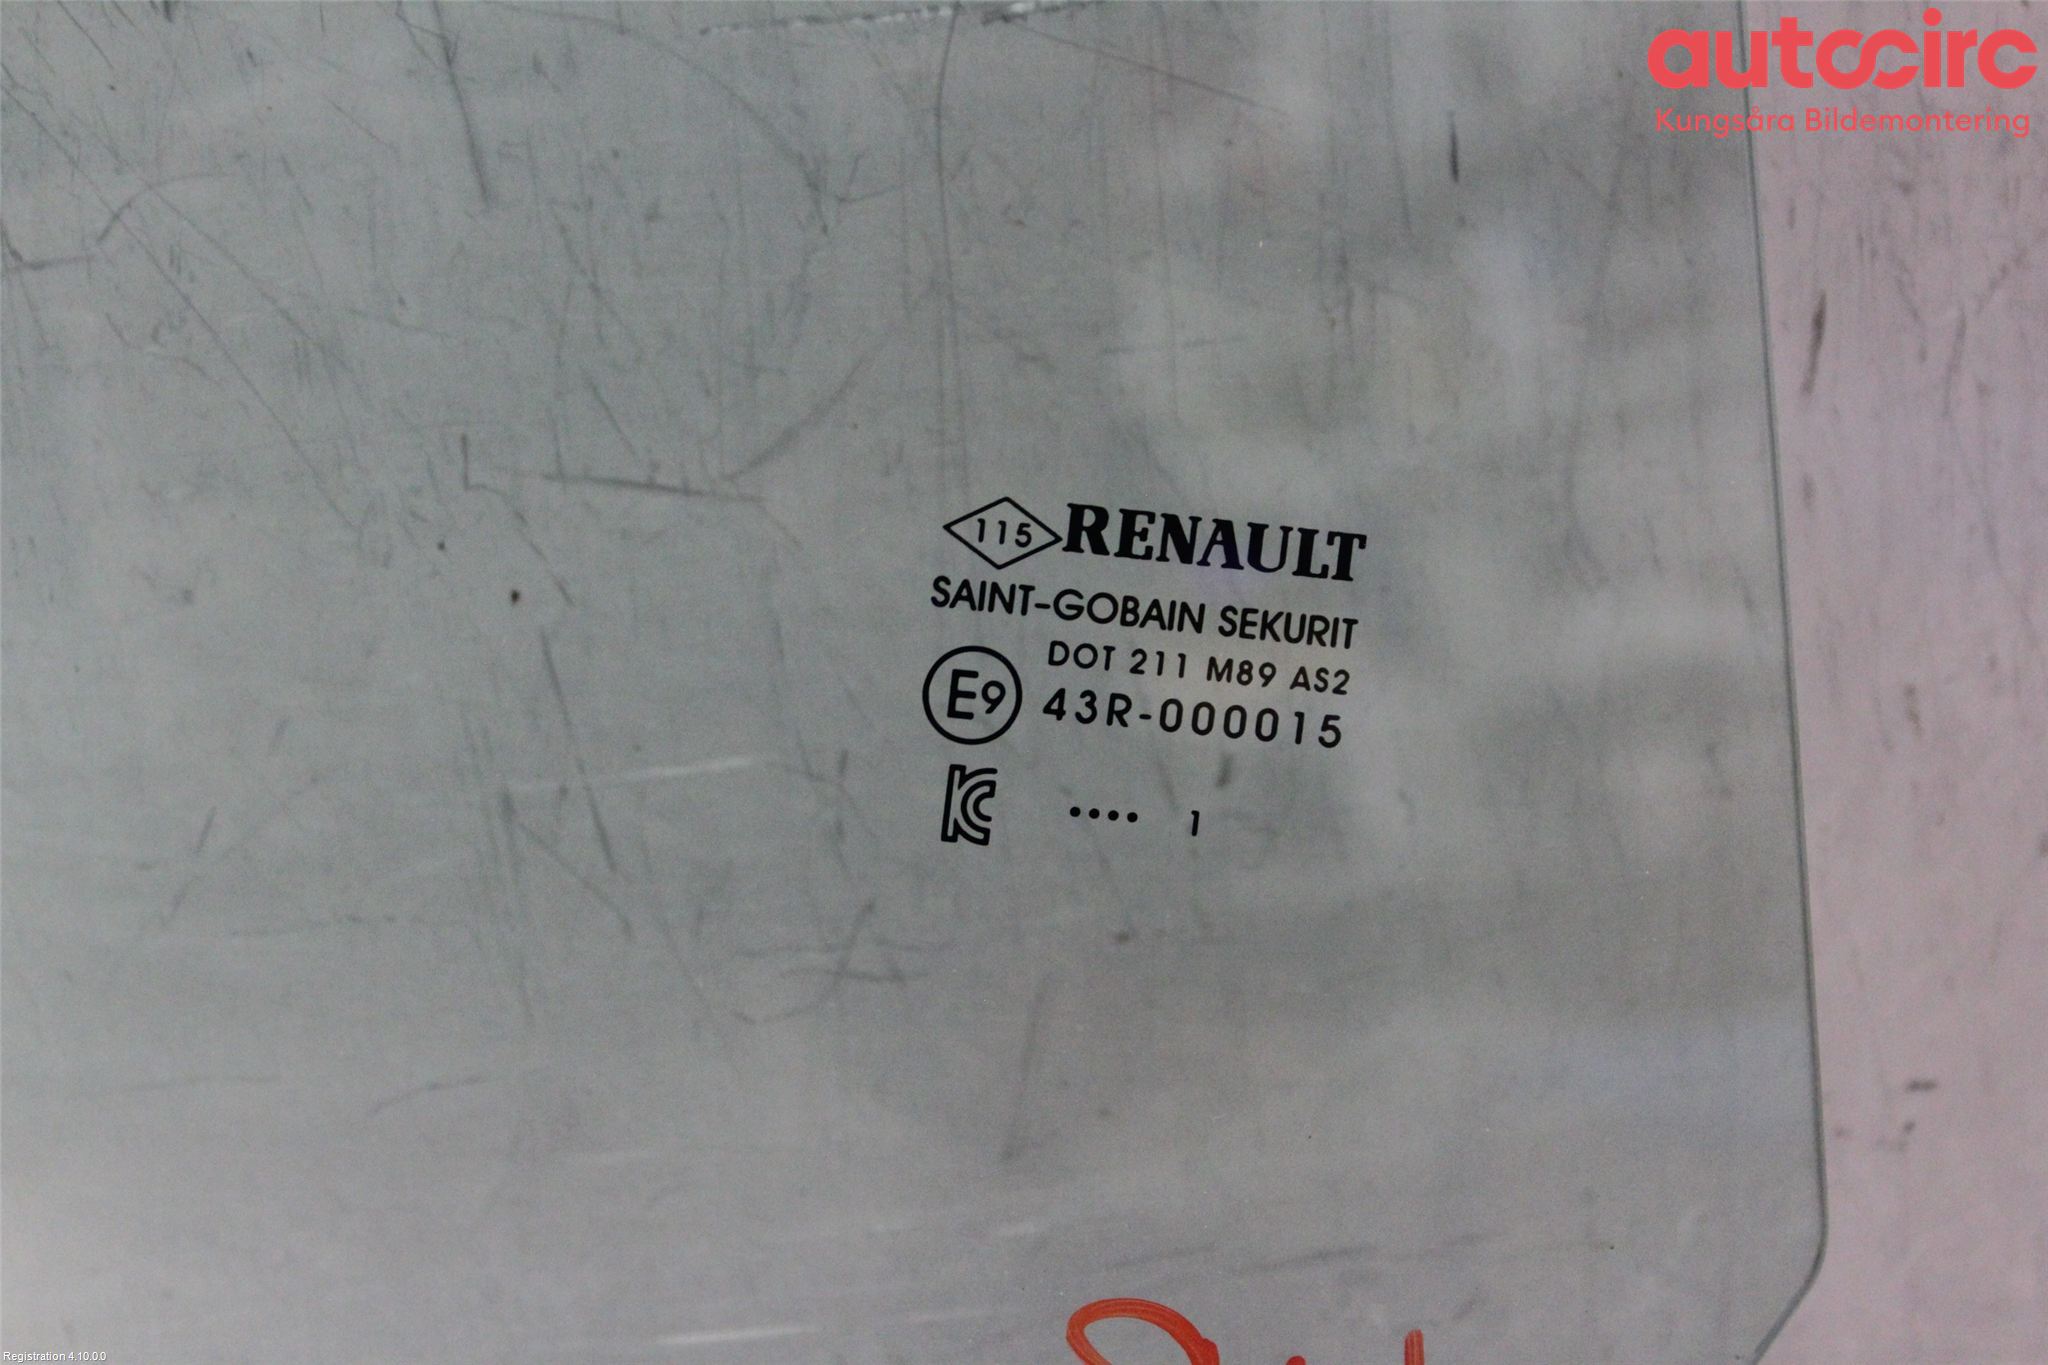 autocirc
Kungsåra Bildemontering
115 RENAULT
SAINT-GOBAIN SEKURIT
DOT 211 M89 AS2
E9 43R-000015
KC •••• 1
Registration 4.10.0.0